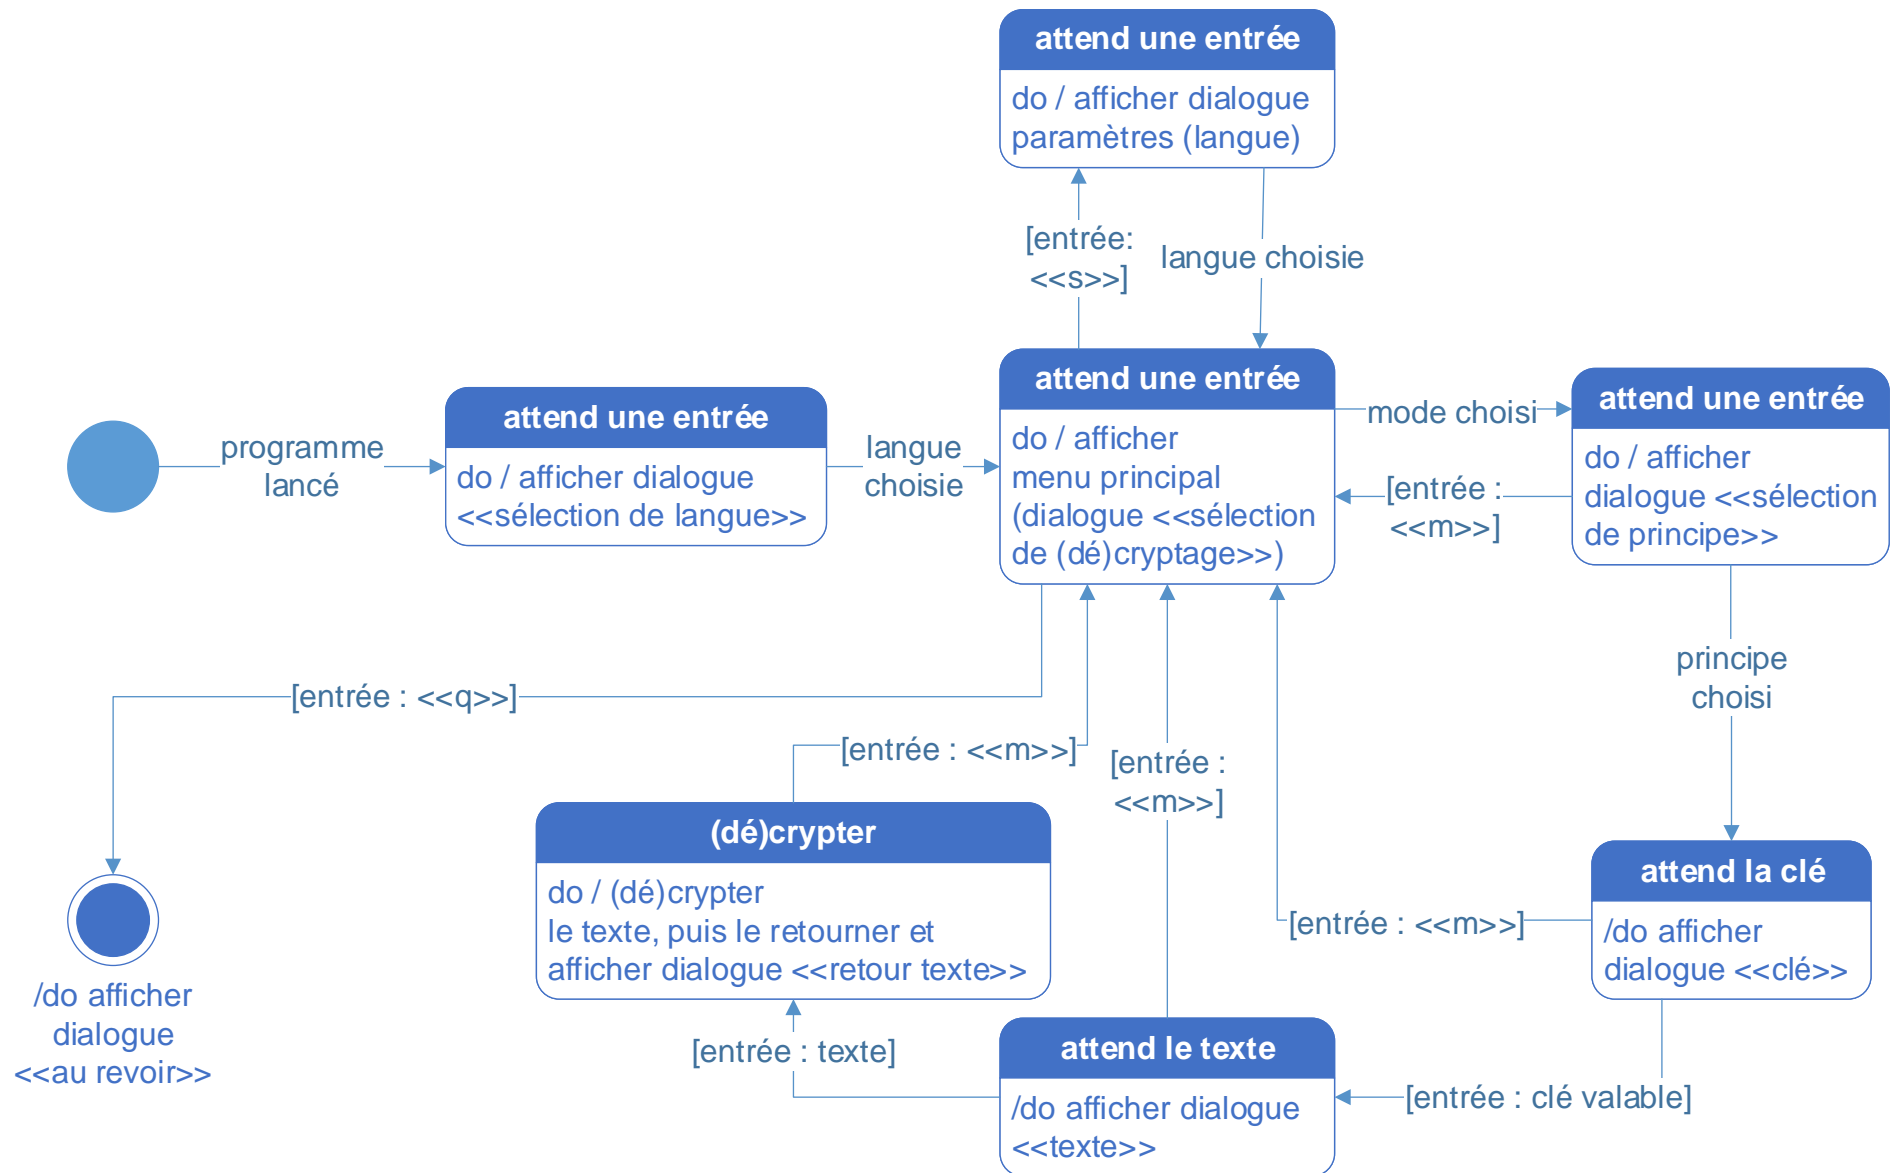 attend une entrée
do / afficher dialogue
paramètres (langue)
[entrée:
<<s>>]
langue choisie
programme
lancé
attend une entrée
do / afficher dialogue
<<sélection de langue>>
langue
choisie
attend une entrée
do / afficher
menu principal
(dialogue <<sélection
de (dé)cryptage>>)
mode choisi
[entrée :
<<m>>]
attend une entrée
do / afficher
dialogue <<sélection
de principe>>
principe
choisi
[entrée : <<q>>]
[entrée : <<m>>]
[entrée :
<<m>>]
(dé)crypter
do / (dé)crypter
le texte, puis le retourner et
afficher dialogue <<retour texte>>
attend la clé
/do afficher
dialogue <<clé>>
[entrée : <<m>>]
/do afficher
dialogue
<<au revoir>>
[entrée : texte]
attend le texte
/do afficher dialogue
<<texte>>
[entrée : clé valable]